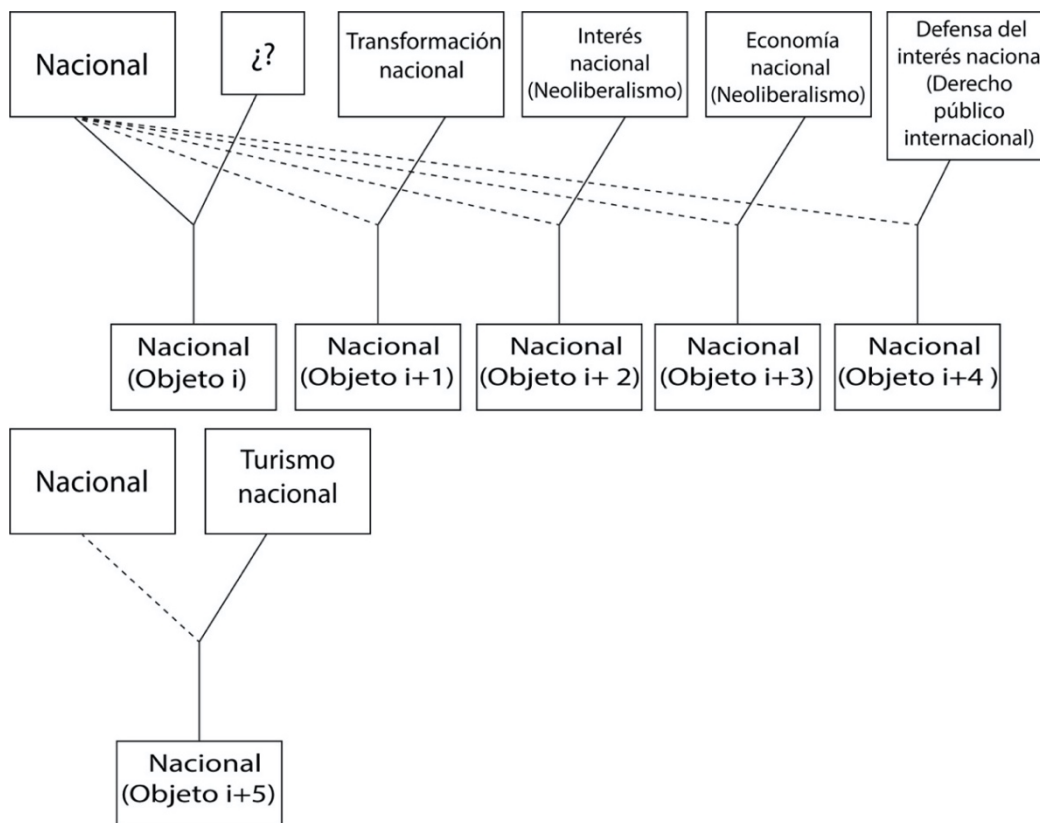 Nacional
¿?
Transformación
nacional
Interés
nacional
(Neoliberalismo)
Economía
nacional
(Neoliberalismo)
Defensa del
interés naciona
(Derecho
público
internacional)
Nacional
(Objeto i)
Nacional
(Objeto i+1)
Nacional
(Objeto i+ 2)
Nacional
(Objeto i+3)
Nacional
(Objeto i+4 )
Nacional
Turismo
nacional
Nacional
(Objeto i+5)